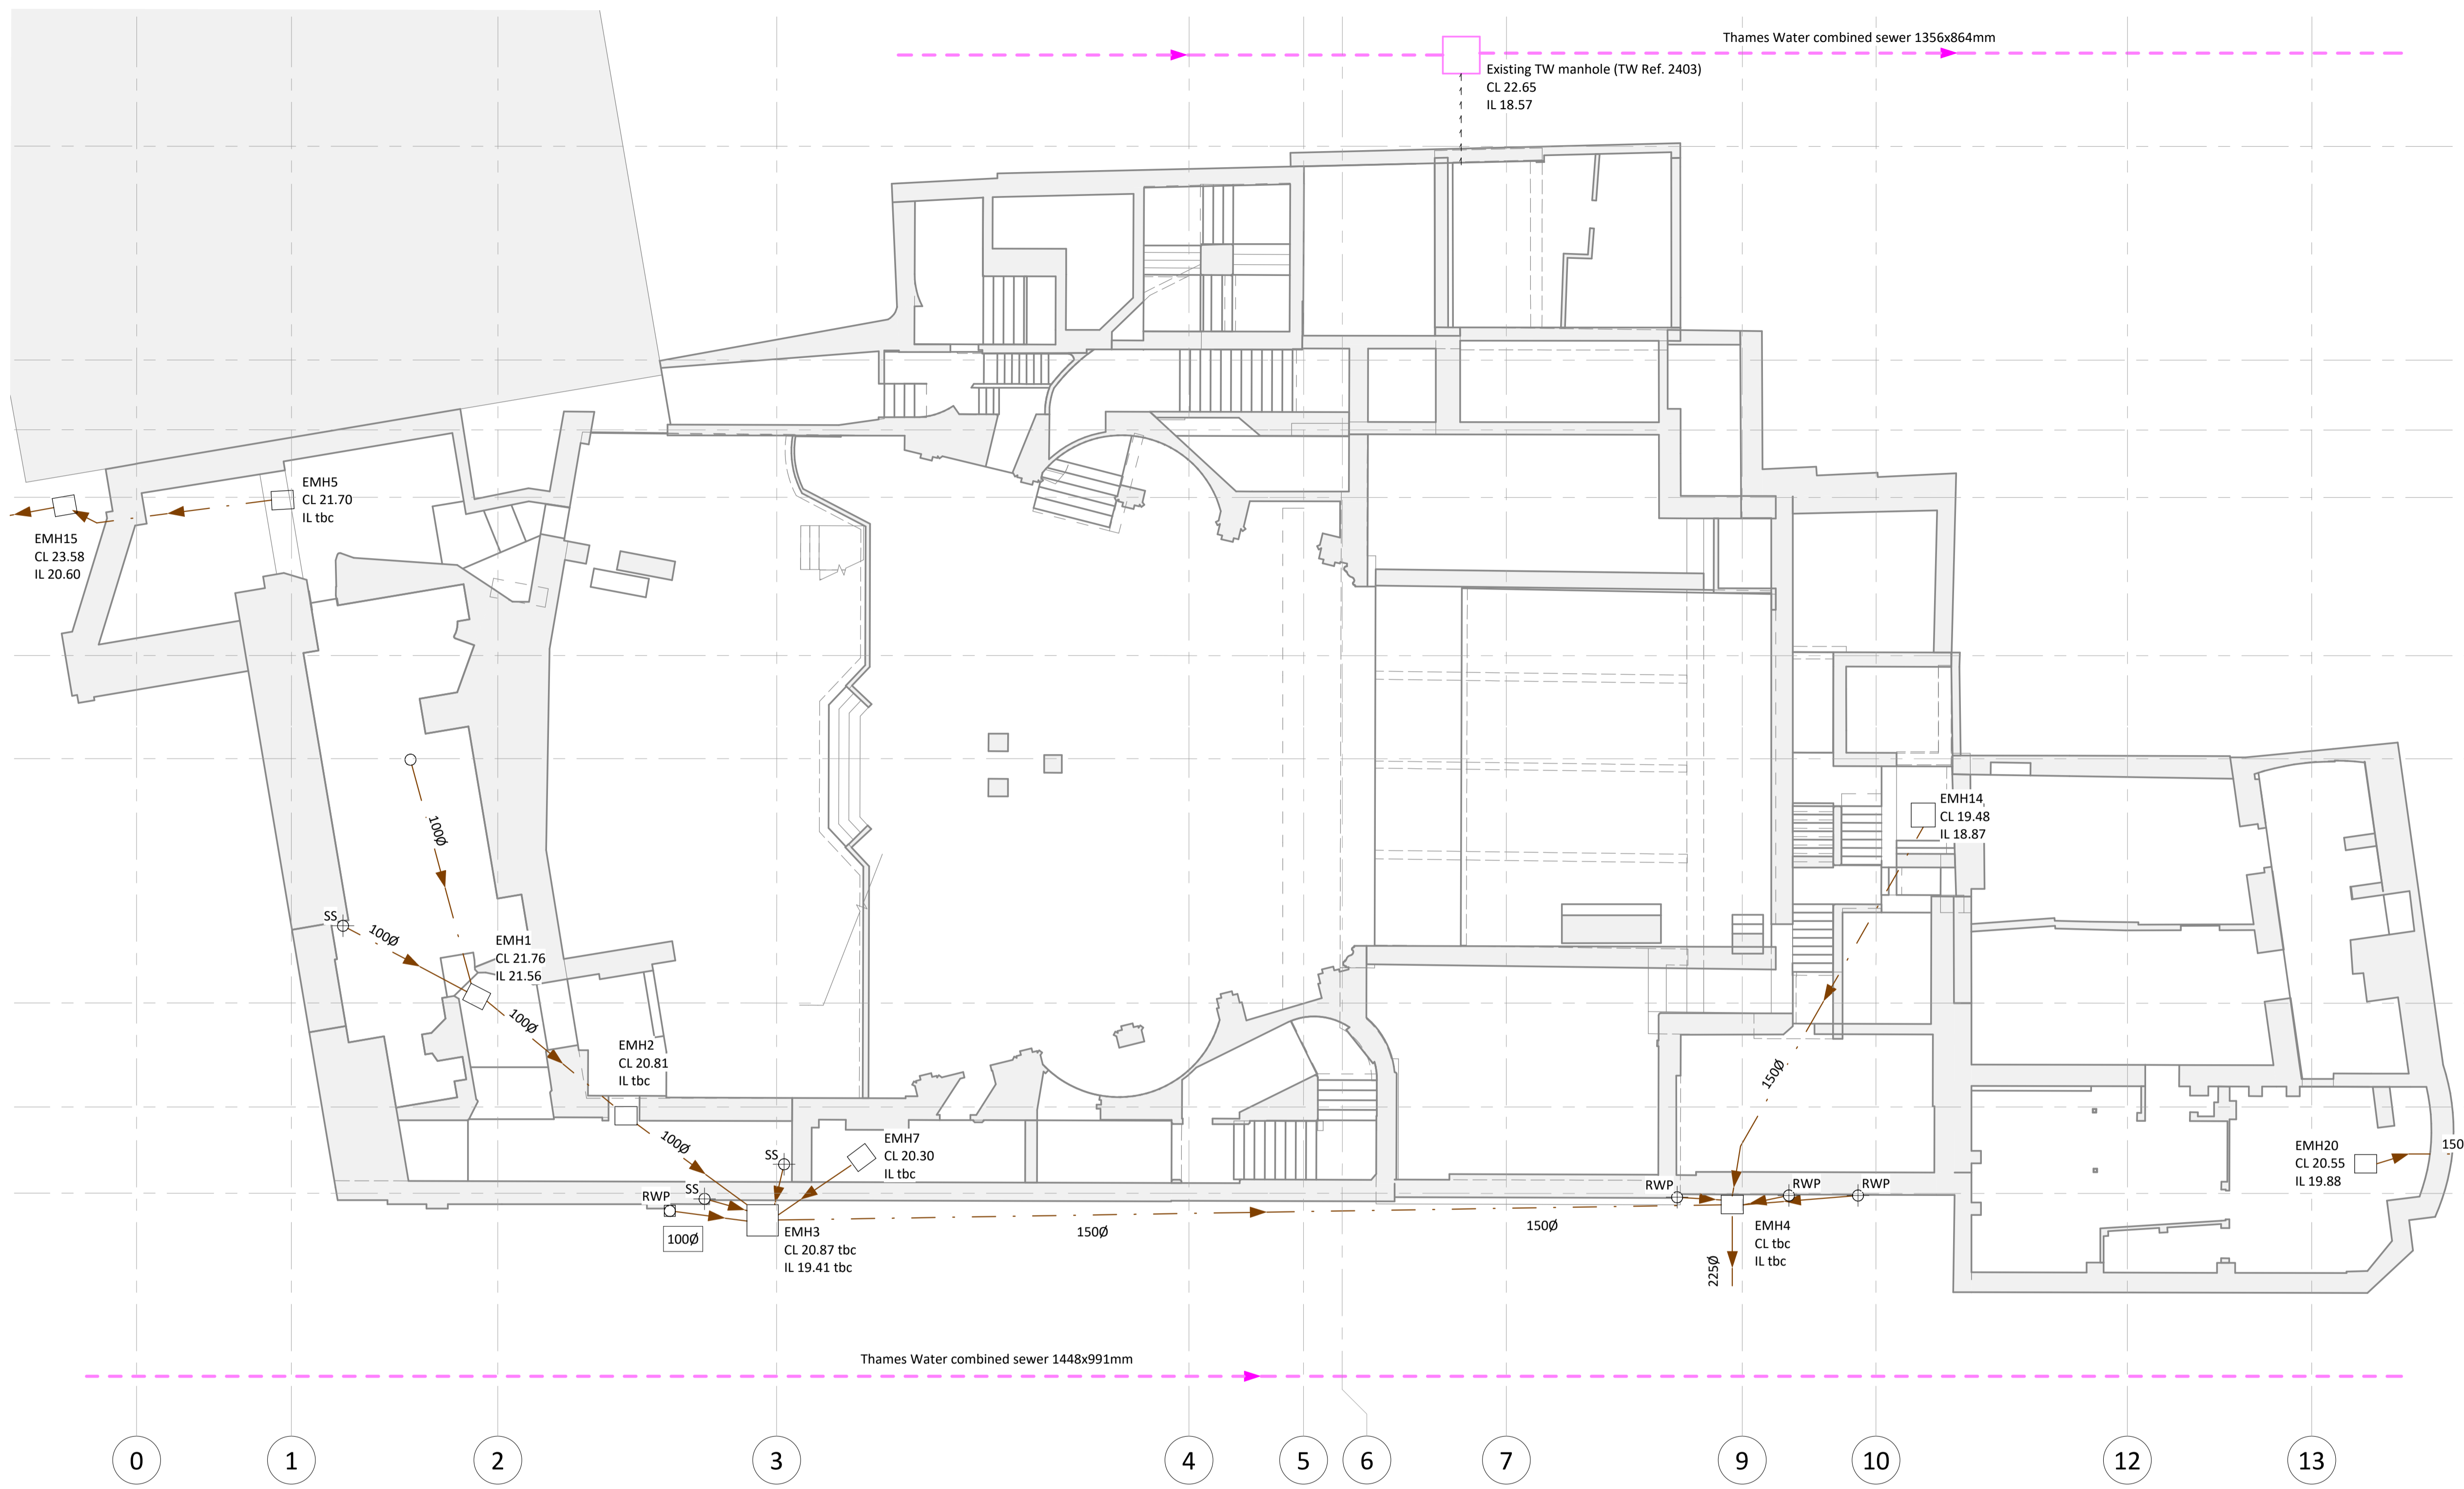 Thames Water combined sewer 1356x864mm
Existing TW manhole (TW Ref. 2403)
CL 22.65
IL 18.57
EMH5
CL 21.70
IL tbc
EMH15
CL 23.58
IL 20.60
100Ø
EMH14
CL 19.48
IL 18.87
SS
100Ø
EMH1
CL 21.76
IL 21.56
100Ø
EMH2
CL 20.81
IL tbc
150Ø
100Ø
EMH7
CL 20.30
IL tbc
SS
EMH20
CL 20.55
IL 19.88
150
RWP
SS
RWP
RWP
RWP
100Ø
EMH3
CL 20.87 tbc
IL 19.41 tbc
150Ø
150Ø
EMH4
CL tbc
IL tbc
225Ø
Thames Water combined sewer 1448x991mm
0
1
2
3
4
5
6
7
9
10
12
13